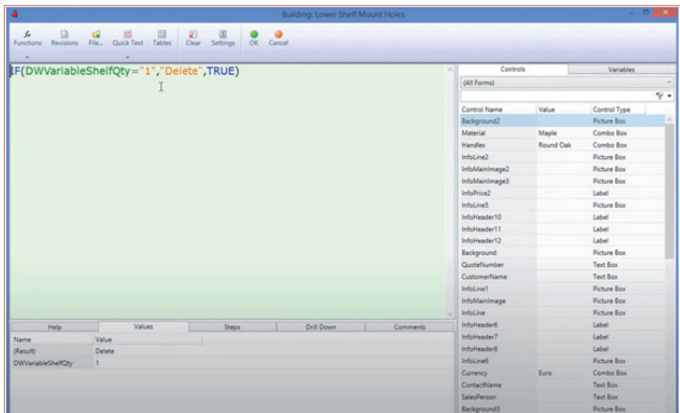 Building: Lower Shelf Mount Holes
Functions Revisions File... Quick Text Tables Clear Settings OK Cancel
IF(DWVariableShelfQty="1","Delete",TRUE)
Controls Variables
(All Forms)
Control Name Value Control Type
Background2 Picture Box
Material Maple Combo Box
Handles Round Oak Combo Box
InfoLine2 Picture Box
InfoMainImage2 Picture Box
InfoMainImage3 Picture Box
InfoPrice2 Label
InfoLine5 Picture Box
InfoHeader10 Label
InfoHeader11 Label
InfoHeader12 Label
Background Picture Box
QuoteNumber Text Box
CustomerName Text Box
InfoLine1 Picture Box
InfoMainImage Picture Box
InfoLine Picture Box
InfoHeader6 Label
InfoHeader7 Label
InfoHeader8 Label
InfoLine6 Picture Box
Currency Euro Combo Box
ContactName Text Box
SalesPerson Text Box
Background3 Picture Box
Help Values Steps Drill Down Comments
Name Value
(Result) Delete
DWVariableShelfQty 1